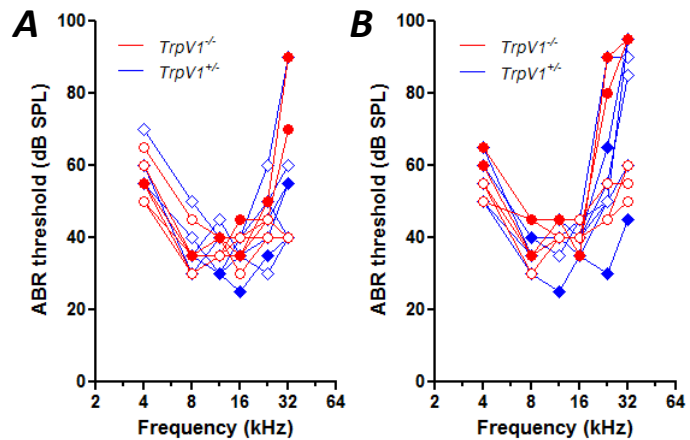 A
B
TrpV1-/-
TrpV1+/-
TrpV1-/-
TrpV1+/-
ABR threshold (dB SPL)
100
80
60
40
20
0
2 4 8 16 32 64
Frequency (kHz)
ABR threshold (dB SPL)
100
80
60
40
20
0
2 4 8 16 32 64
Frequency (kHz)